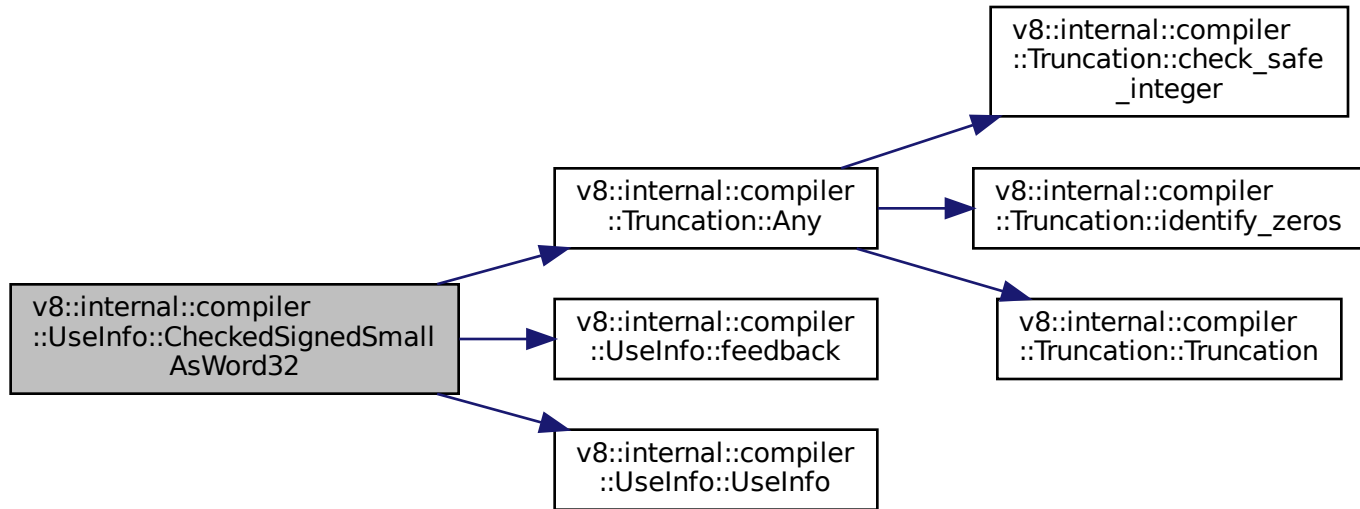 v8::internal::compiler
::Truncation::check_safe
_integer
v8::internal::compiler
::Truncation::Any
v8::internal::compiler
::Truncation::identify_zeros
v8::internal::compiler
::UseInfo::CheckedSignedSmall
AsWord32
v8::internal::compiler
::UseInfo::feedback
v8::internal::compiler
::Truncation::Truncation
v8::internal::compiler
::UseInfo::UseInfo